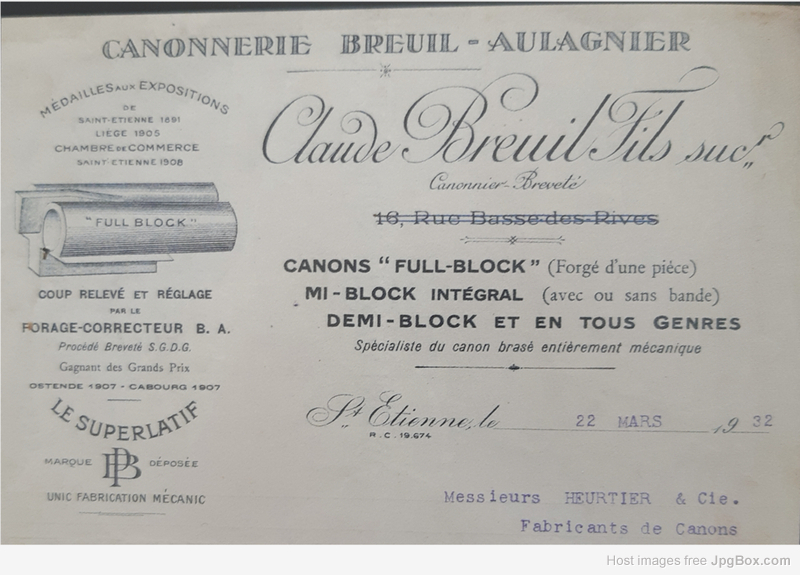 CANONNERIE BREUIL - AULAGNIER
MÉDAILLES AUX EXPOSITIONS
DE
SAINT-ETIENNE 1891
LIÈGE 1905
CHAMBRE DE COMMERCE
SAINT-ETIENNE 1908
"FULL BLOCK"
COUP RELEVÉ ET RÉGLAGE
PAR LE
FORAGE-CORRECTEUR B. A.
Procédé Breveté S.G.D.G.
Gagnant des Grands Prix
OSTENDE 1907 - CABOURG 1907
LE SUPERLATIF
MARQUE PB DÉPOSÉE
UNIC FABRICATION MÉCANIC
Claude Breuil Fils sucr
Canonnier-Breveté
16, Rue Basse-des-Rives
CANONS "FULL-BLOCK" (Forgé d'une piéce)
MI-BLOCK INTÉGRAL (avec ou sans bande)
DEMI-BLOCK ET EN TOUS GENRES
Spécialiste du canon brasé entièrement mécanique
St Etienne, le 22 MARS 19 32
R.C. 19.674
Messieurs HEURTIER & Cie.
Fabricants de Canons
Host images free JpgBox.com